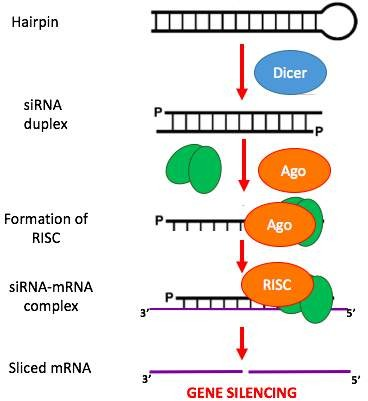 Hairpin
Dicer
siRNA
duplex
P
P
Ago
Formation of
RISC
P
Ago
siRNA-mRNA
complex
RISC
P
3'
5'
Sliced mRNA
3'
5'
GENE SILENCING